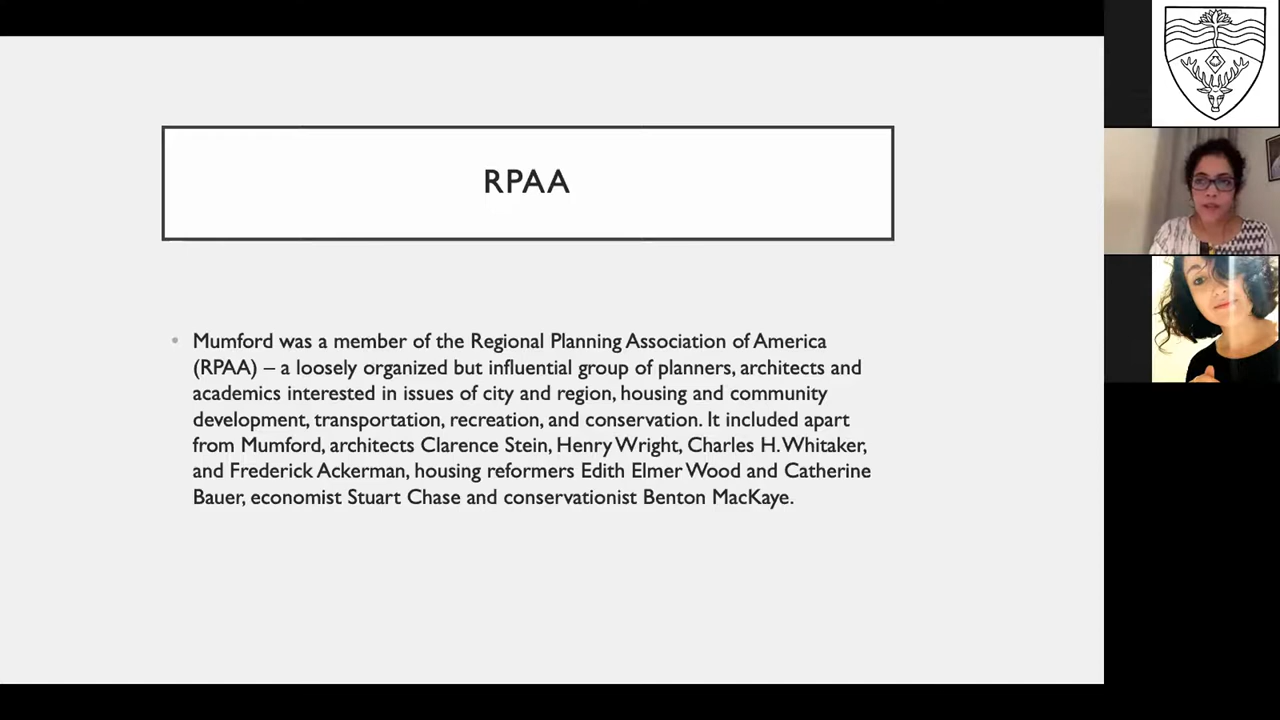 RPAA
• Mumford was a member of the Regional Planning Association of America
(RPAA) – a loosely organized but influential group of planners, architects and
academics interested in issues of city and region, housing and community
development, transportation, recreation, and conservation. It included apart
from Mumford, architects Clarence Stein, Henry Wright, Charles H. Whitaker,
and Frederick Ackerman, housing reformers Edith Elmer Wood and Catherine
Bauer, economist Stuart Chase and conservationist Benton MacKaye.